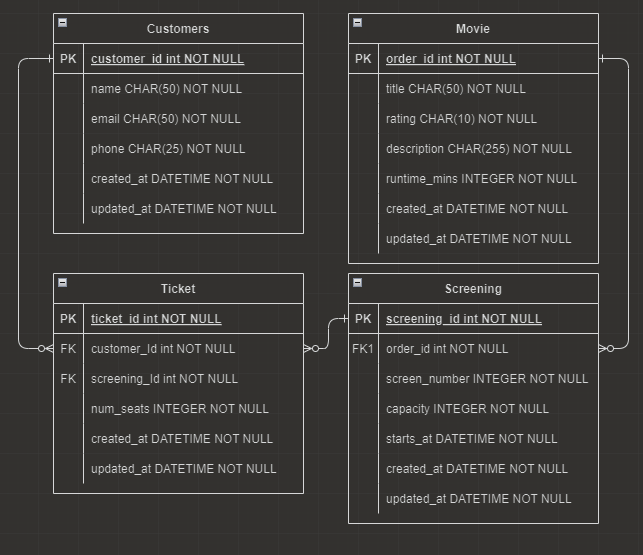 Customers
PK customer_id int NOT NULL
name CHAR(50) NOT NULL
email CHAR(50) NOT NULL
phone CHAR(25) NOT NULL
created_at DATETIME NOT NULL
updated_at DATETIME NOT NULL
Movie
PK order_id int NOT NULL
title CHAR(50) NOT NULL
rating CHAR(10) NOT NULL
description CHAR(255) NOT NULL
runtime_mins INTEGER NOT NULL
created_at DATETIME NOT NULL
updated_at DATETIME NOT NULL
Ticket
PK ticket_id int NOT NULL
FK customer_Id int NOT NULL
FK screening_Id int NOT NULL
num_seats INTEGER NOT NULL
created_at DATETIME NOT NULL
updated_at DATETIME NOT NULL
Screening
PK screening_id int NOT NULL
FK1 order_id int NOT NULL
screen_number INTEGER NOT NULL
capacity INTEGER NOT NULL
starts_at DATETIME NOT NULL
created_at DATETIME NOT NULL
updated_at DATETIME NOT NULL